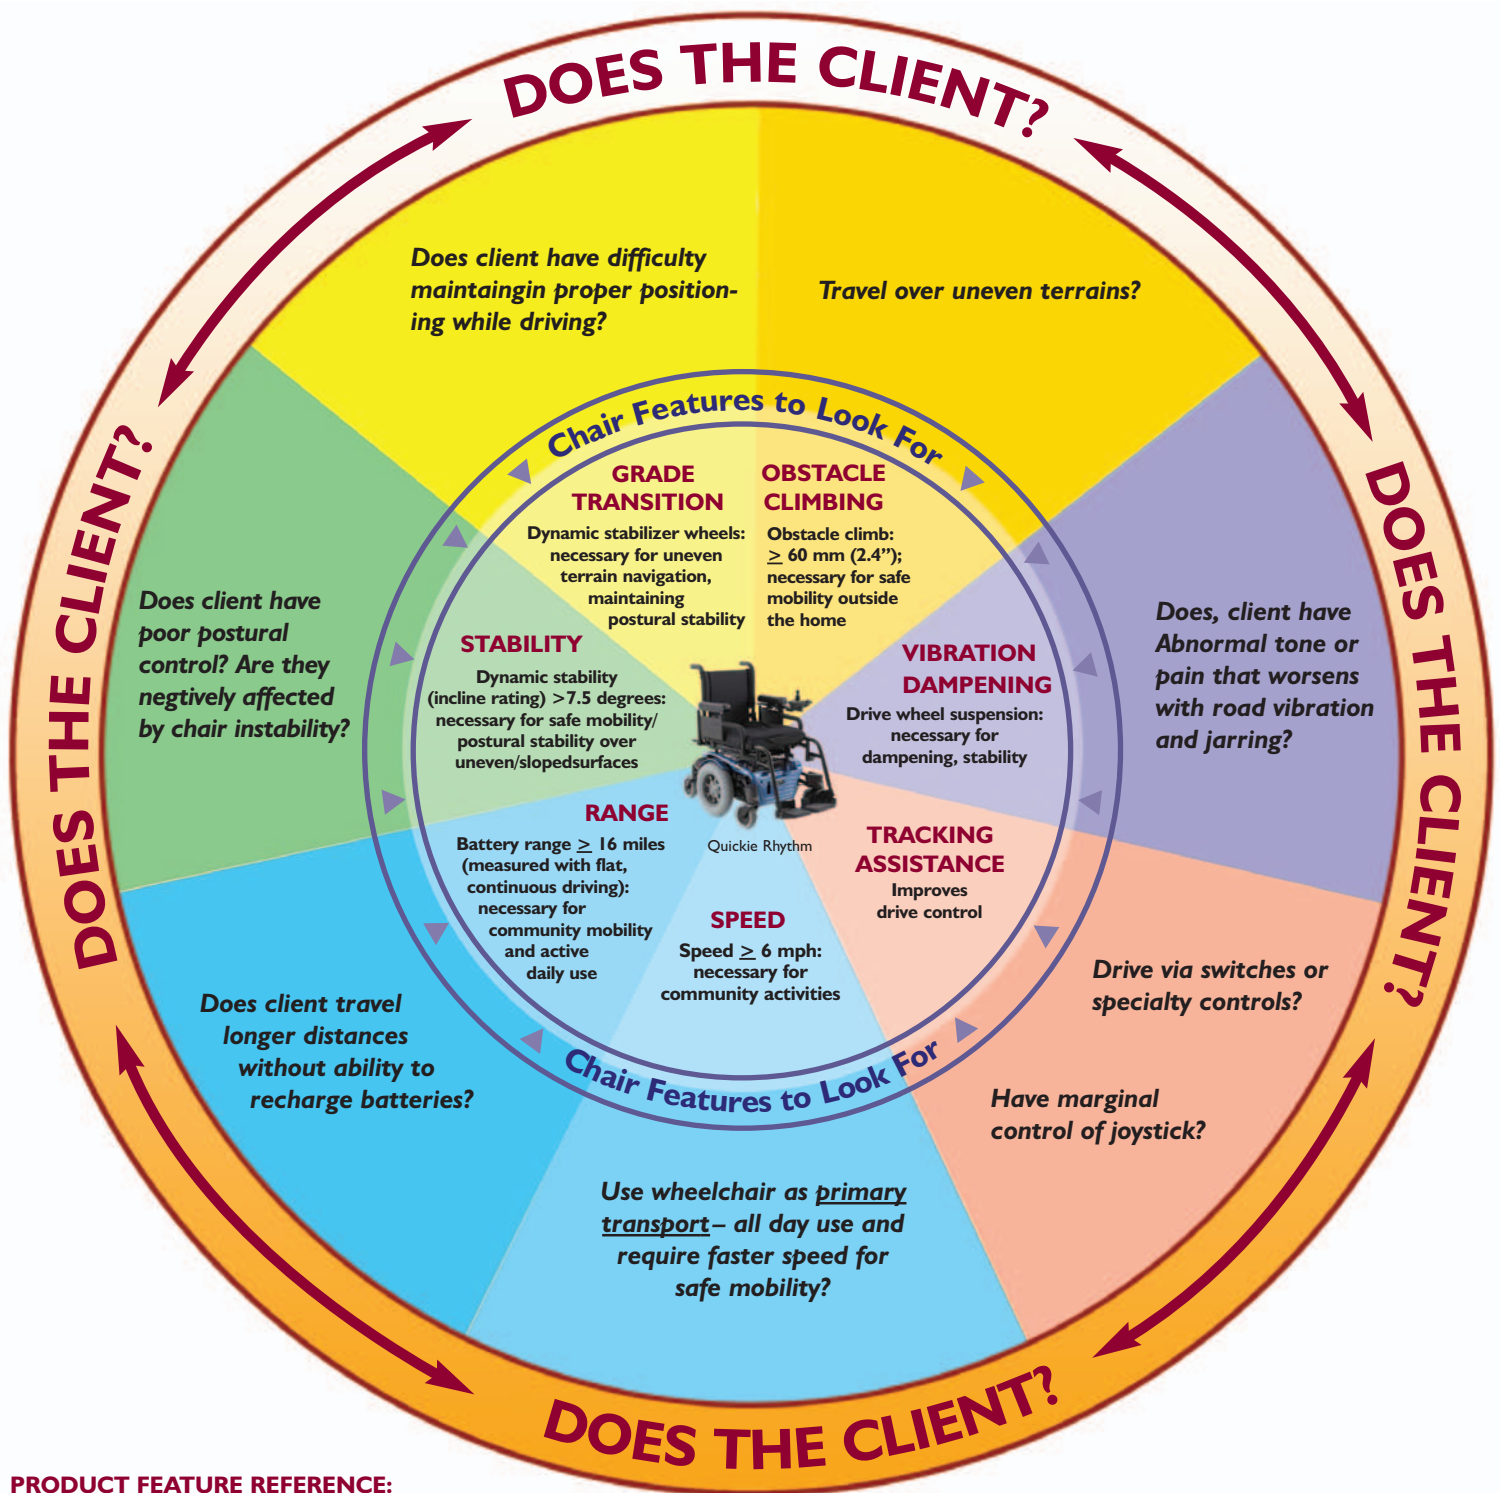 DOES THE CLIENT?
DOES THE CLIENT?
DOES THE CLIENT?
DOES THE CLIENT?
Does client have difficulty
maintaingin proper position-
ing while driving?
Travel over uneven terrains?
Does, client have
Abnormal tone or
pain that worsens
with road vibration
and jarring?
Drive via switches or
specialty controls?
Have marginal
control of joystick?
Use wheelchair as primary
transport– all day use and
require faster speed for
safe mobility?
Does client travel
longer distances
without ability to
recharge batteries?
Does client have
poor postural
control? Are they
negtively affected
by chair instability?
Chair Features to Look For
GRADE
TRANSITION
Dynamic stabilizer wheels:
necessary for uneven
terrain navigation,
maintaining
postural stability
OBSTACLE
CLIMBING
Obstacle climb:
≥ 60 mm (2.4”);
necessary for safe
mobility outside
the home
VIBRATION
DAMPENING
Drive wheel suspension:
necessary for
dampening, stability
TRACKING
ASSISTANCE
Improves
drive control
SPEED
Speed ≥ 6 mph:
necessary for
community activities
RANGE
Battery range ≥ 16 miles
(measured with flat,
continuous driving):
necessary for
community mobility
and active
daily use
STABILITY
Dynamic stability
(incline rating) >7.5 degrees:
necessary for safe mobility/
postural stability over
uneven/slopedsurfaces
Quickie Rhythm
Chair Features to Look For
PRODUCT FEATURE REFERENCE: